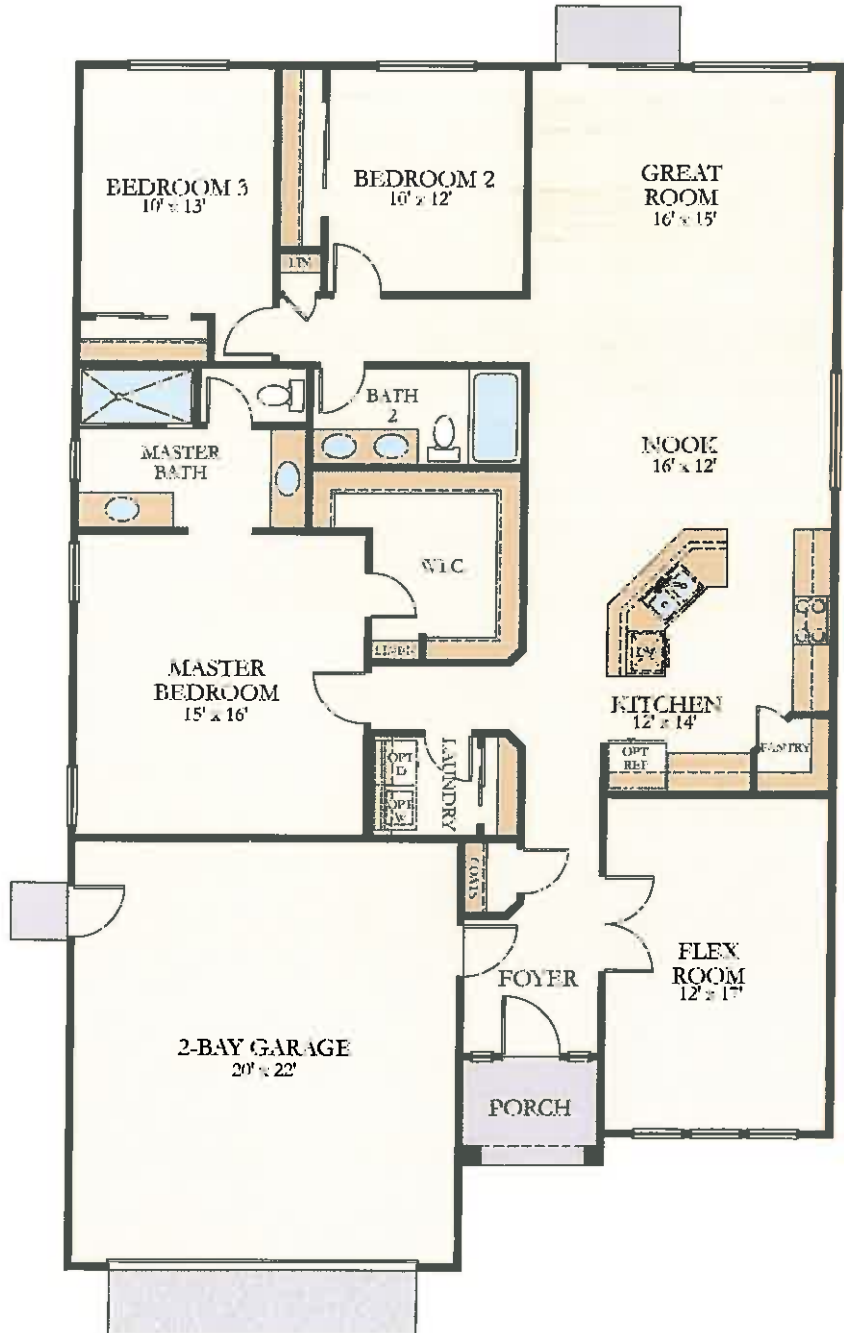 BEDROOM 3
10' x 13'
BEDROOM 2
10' x 12'
GREAT
ROOM
16' x 15'
LIN
BATH
2
MASTER
BATH
NOOK
16' x 12'
W.I.C.
LINEN
MASTER
BEDROOM
15' x 16'
DW
KITCHEN
12' x 14'
OPT
REF
PANTRY
OPT
D
OPT
W
LAUNDRY
COATS
FOYER
FLEX
ROOM
12' x 17'
2-BAY GARAGE
20' x 22'
PORCH